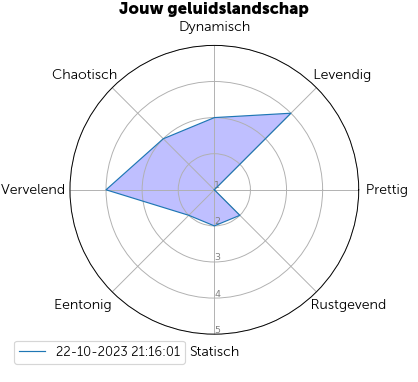 Jouw geluidslandschap
Dynamisch
Chaotisch
Levendig
Vervelend
1
Prettig
2
3
Eentonig
4
Rustgevend
5
22-10-2023 21:16:01
Statisch